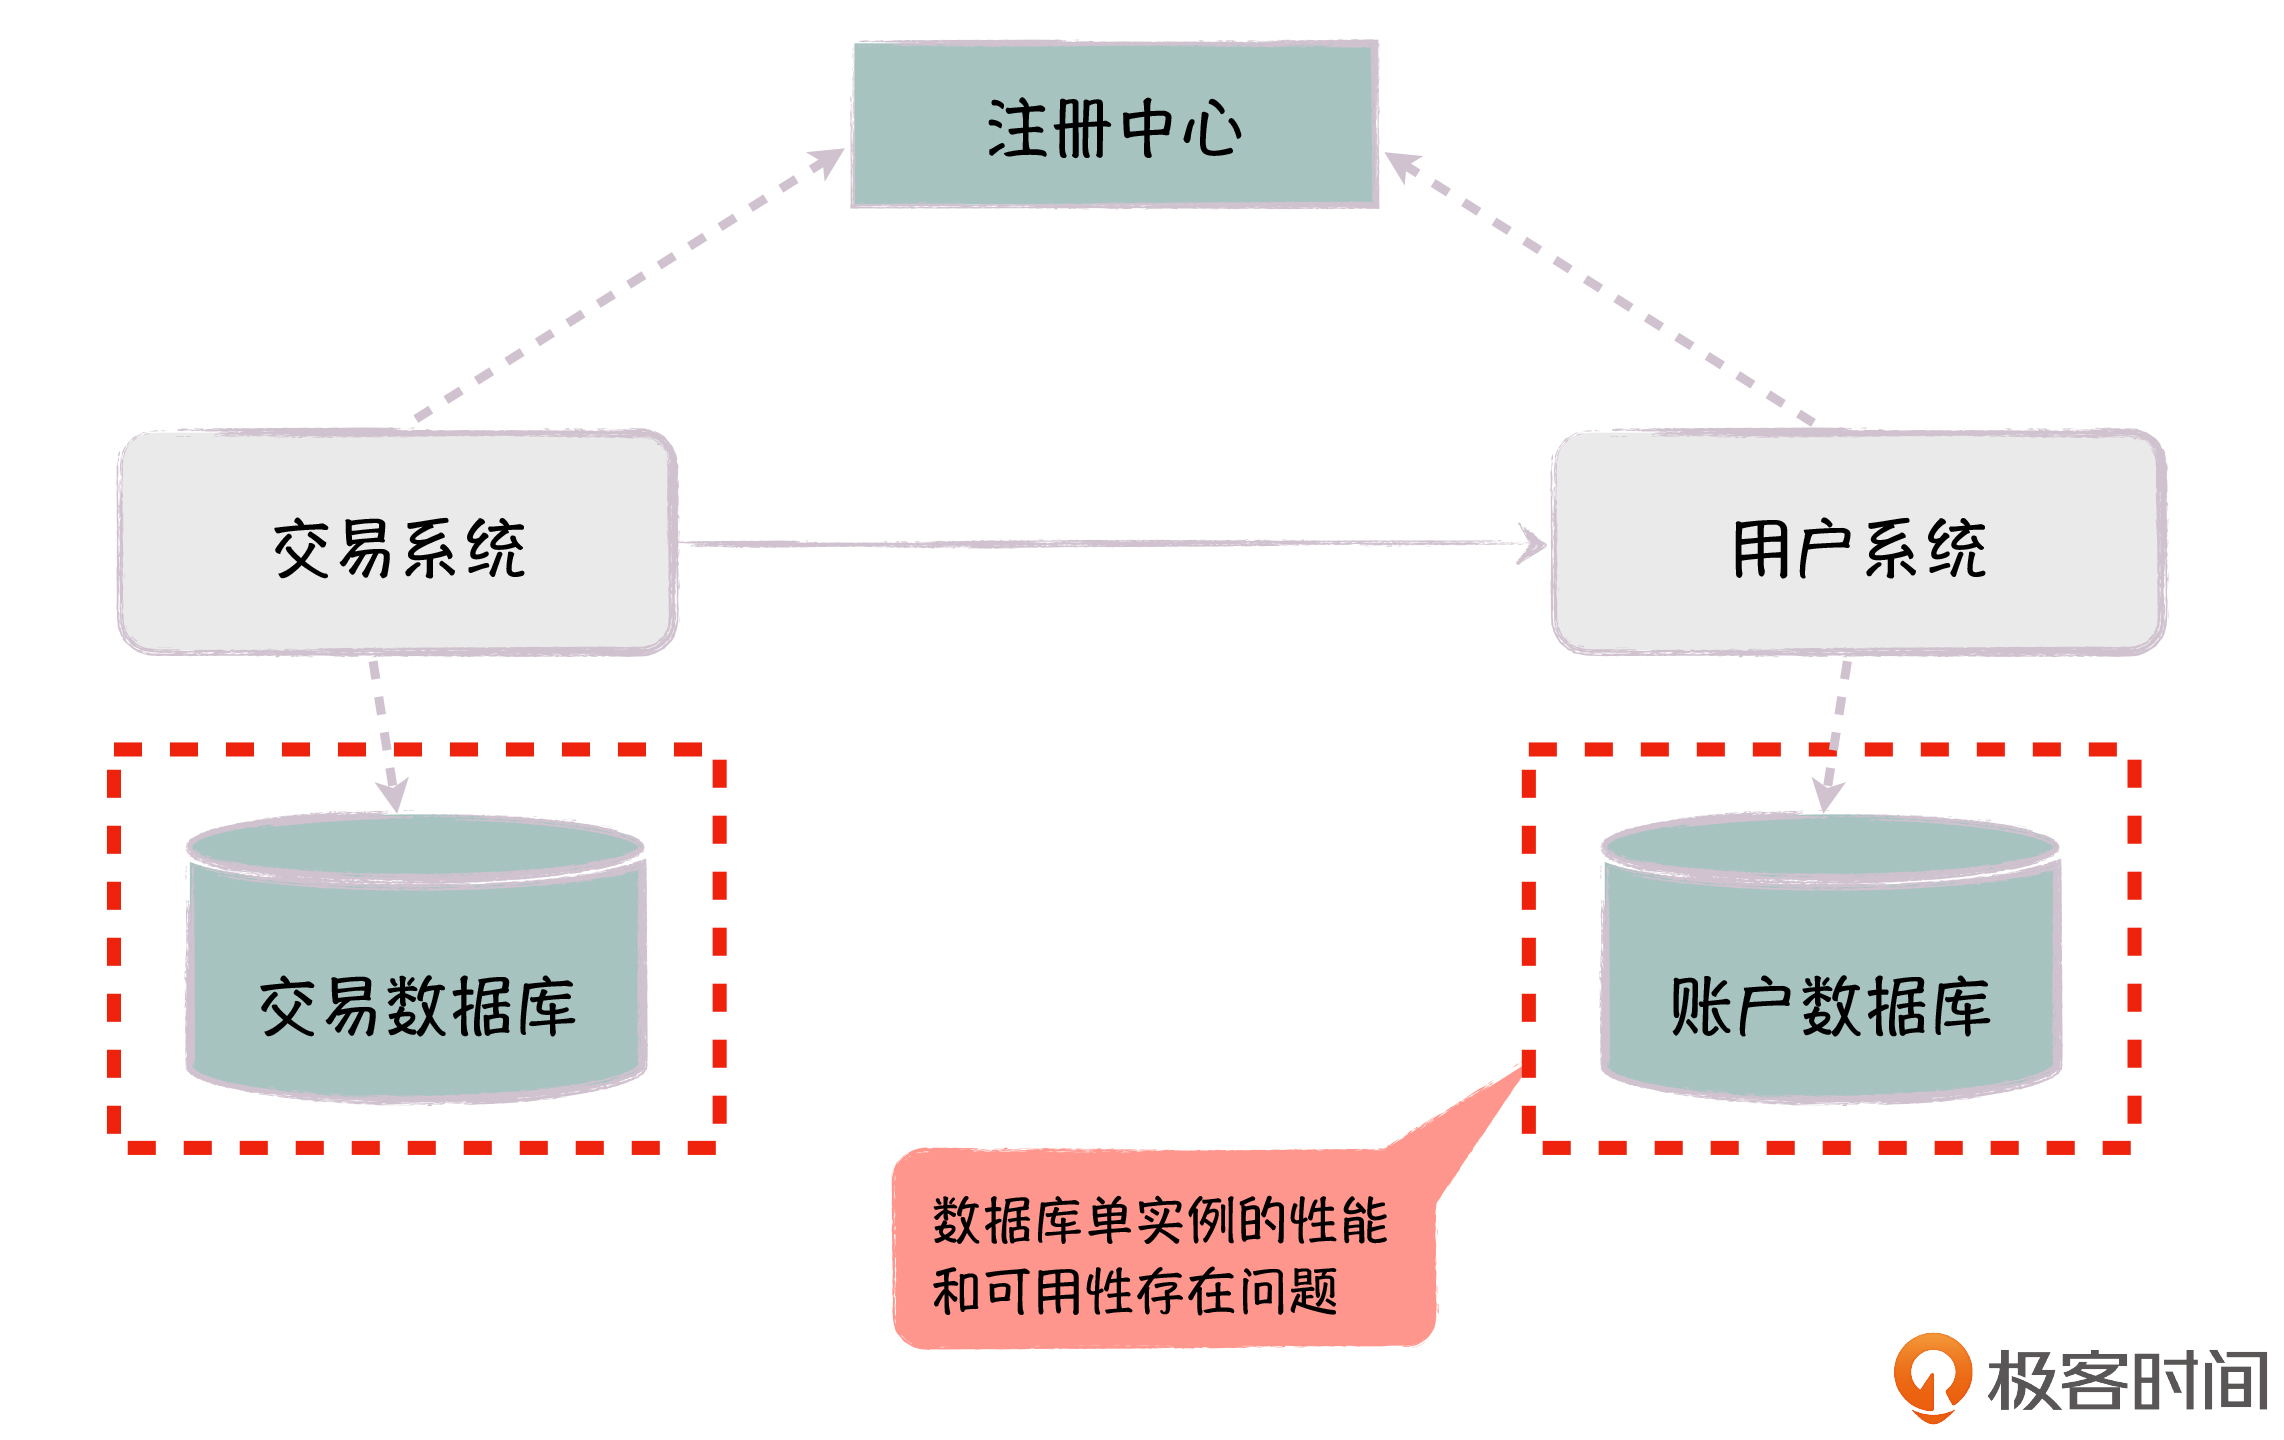 注册中心
交易系统
用户系统
交易数据库
账户数据库
数据库单实例的性能
和可用性存在问题
极客时间